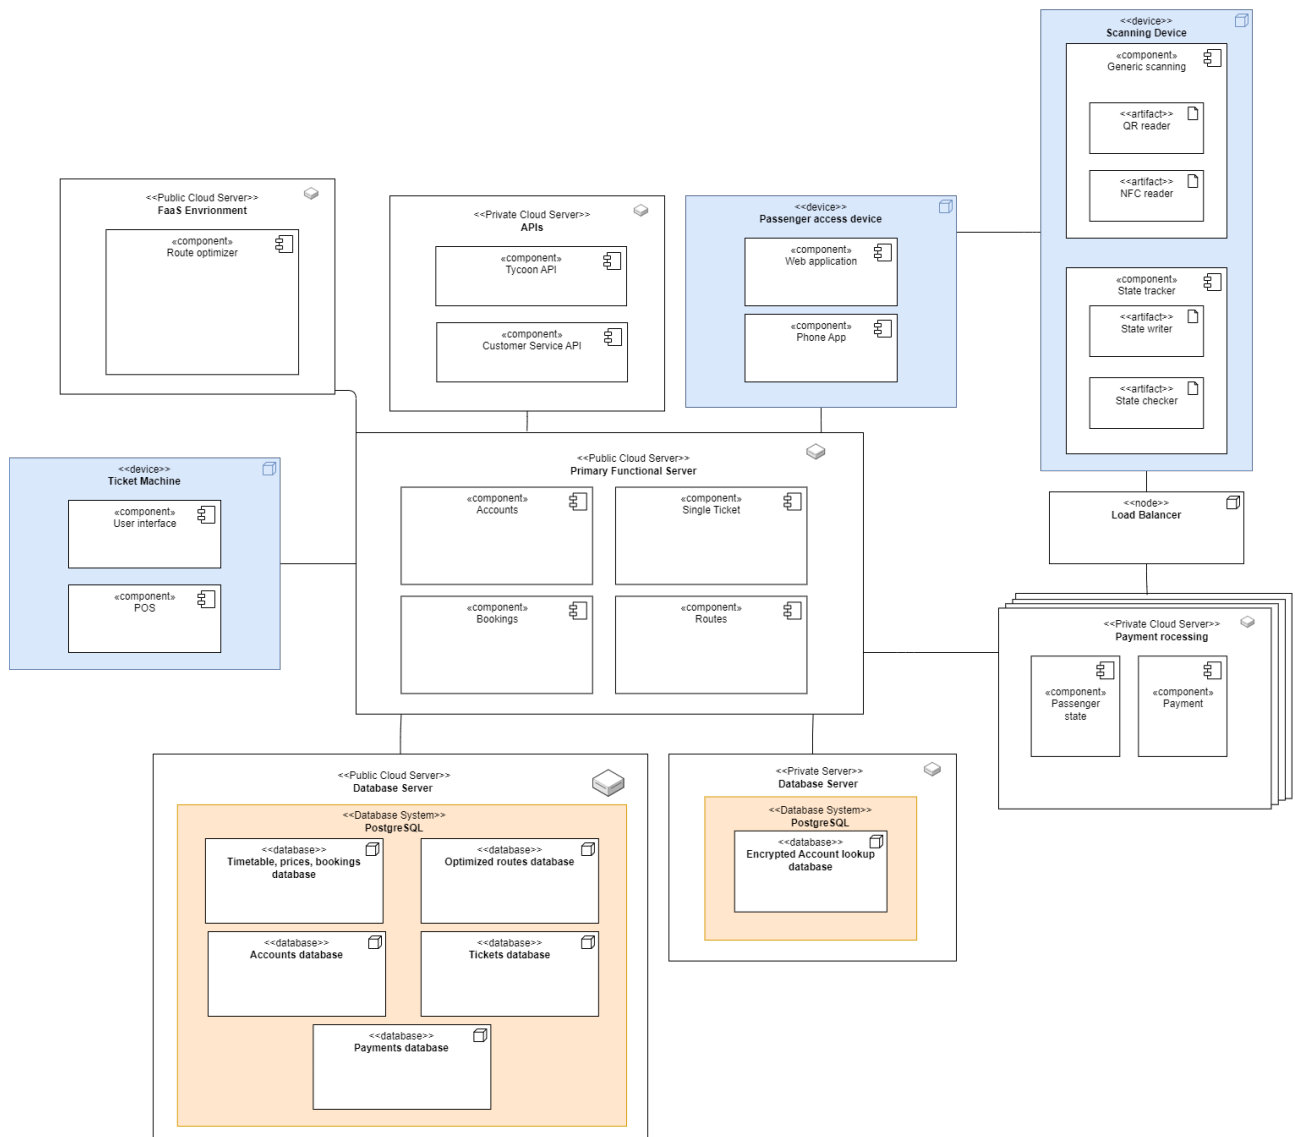 <<device>>
Scanning Device
«component»
Generic scanning
<<artifact>>
QR reader
<<artifact>>
NFC reader
«component»
State tracker
<<artifact>>
State writer
<<artifact>>
State checker
<<Public Cloud Server>>
FaaS Envrionment
«component»
Route optimizer
<<Private Cloud Server>>
APIs
«component»
Tycoon API
«component»
Customer Service API
<<device>>
Passenger access device
«component»
Web application
«component»
Phone App
<<device>>
Ticket Machine
«component»
User interface
«component»
POS
<<Public Cloud Server>>
Primary Functional Server
«component»
Accounts
«component»
Single Ticket
«component»
Bookings
«component»
Routes
<<node>>
Load Balancer
<<Private Cloud Server>>
Payment rocessing
«component»
Passenger
state
«component»
Payment
<<Public Cloud Server>>
Database Server
<<Database System>>
PostgreSQL
<<database>>
Timetable, prices, bookings
database
<<database>>
Optimized routes database
<<database>>
Accounts database
<<database>>
Tickets database
<<database>>
Payments database
<<Private Server>>
Database Server
<<Database System>>
PostgreSQL
<<database>>
Encrypted Account lookup
database